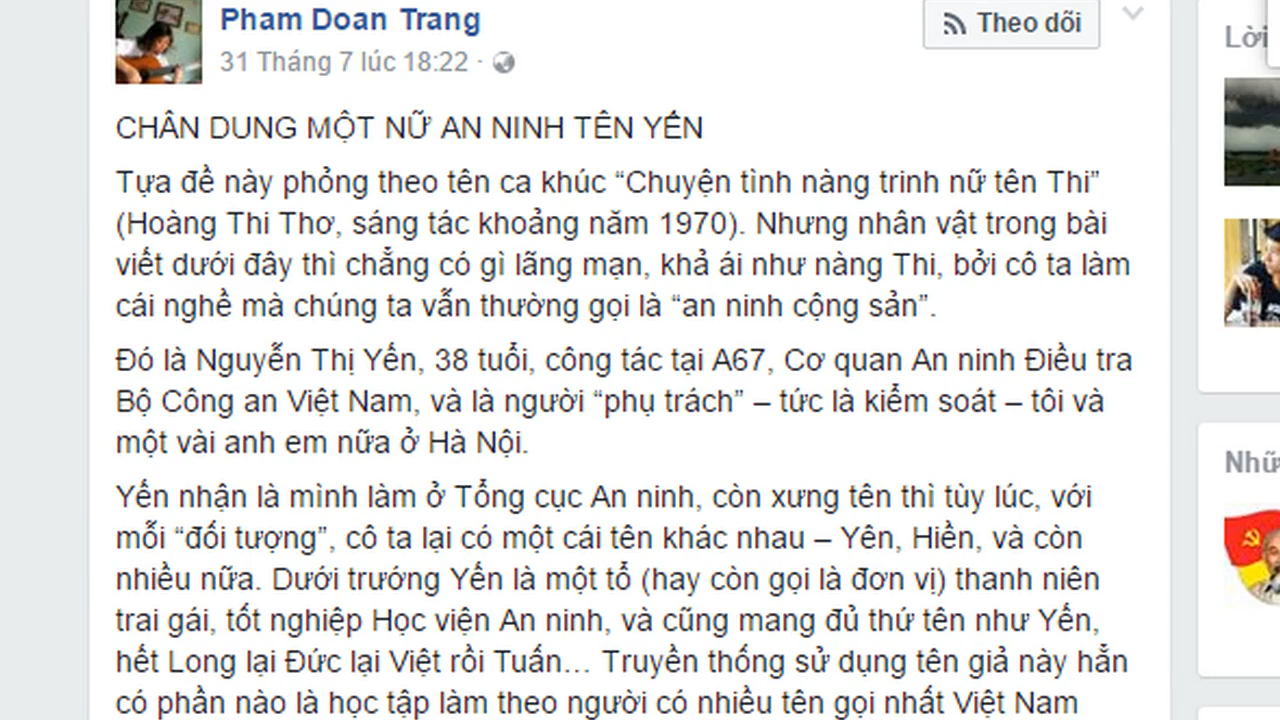 Pham Doan Trang
Theo dõi
31 Tháng 7 lúc 18:22 ·
CHÂN DUNG MỘT NỮ AN NINH TÊN YẾN
Tựa đề này phỏng theo tên ca khúc “Chuyện tình nàng trinh nữ tên Thi”
(Hoàng Thi Thơ, sáng tác khoảng năm 1970). Nhưng nhân vật trong bài
viết dưới đây thì chẳng có gì lãng mạn, khả ái như nàng Thi, bởi cô ta làm
cái nghề mà chúng ta vẫn thường gọi là “an ninh cộng sản”.
Đó là Nguyễn Thị Yến, 38 tuổi, công tác tại A67, Cơ quan An ninh Điều tra
Bộ Công an Việt Nam, và là người “phụ trách” – tức là kiểm soát – tôi và
một vài anh em nữa ở Hà Nội.
Yến nhận là mình làm ở Tổng cục An ninh, còn xưng tên thì tùy lúc, với
mỗi “đối tượng”, cô ta lại có một cái tên khác nhau – Yên, Hiền, và còn
nhiều nữa. Dưới trướng Yến là một tổ (hay còn gọi là đơn vị) thanh niên
trai gái, tốt nghiệp Học viện An ninh, và cũng mang đủ thứ tên như Yến,
hết Long lại Đức lại Việt rồi Tuấn… Truyền thống sử dụng tên giả này hẳn
có phần nào là học tập làm theo người có nhiều tên gọi nhất Việt Nam
Lời
Nhữ